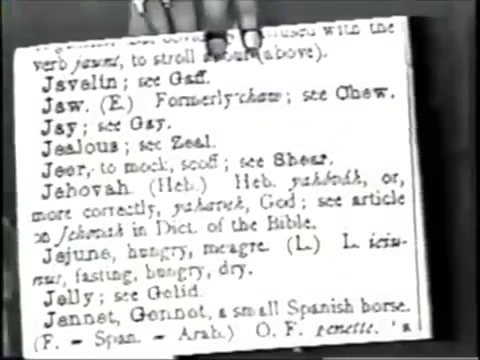 used with the
verb jaunt, to stroll about (above).
Javelin; see Gaff.
Jaw. (E.) Formerly chaw; see Chew.
Jay; see Gay.
Jealous; see Zeal.
Jeer, to mock, scoff; see Shear.
Jehovah. (Heb.) Heb. or,
more correctly, God; see article
on Jehovah in Dict. of the Bible.
Jejune, hungry, meagre. (L.) L. ieiu-
nus, fasting, hungry, dry.
Jelly; see Gelid.
Jennet, Gennet, a small Spanish horse.
(F. – Span. – Arab.) O. F. genette, 'a